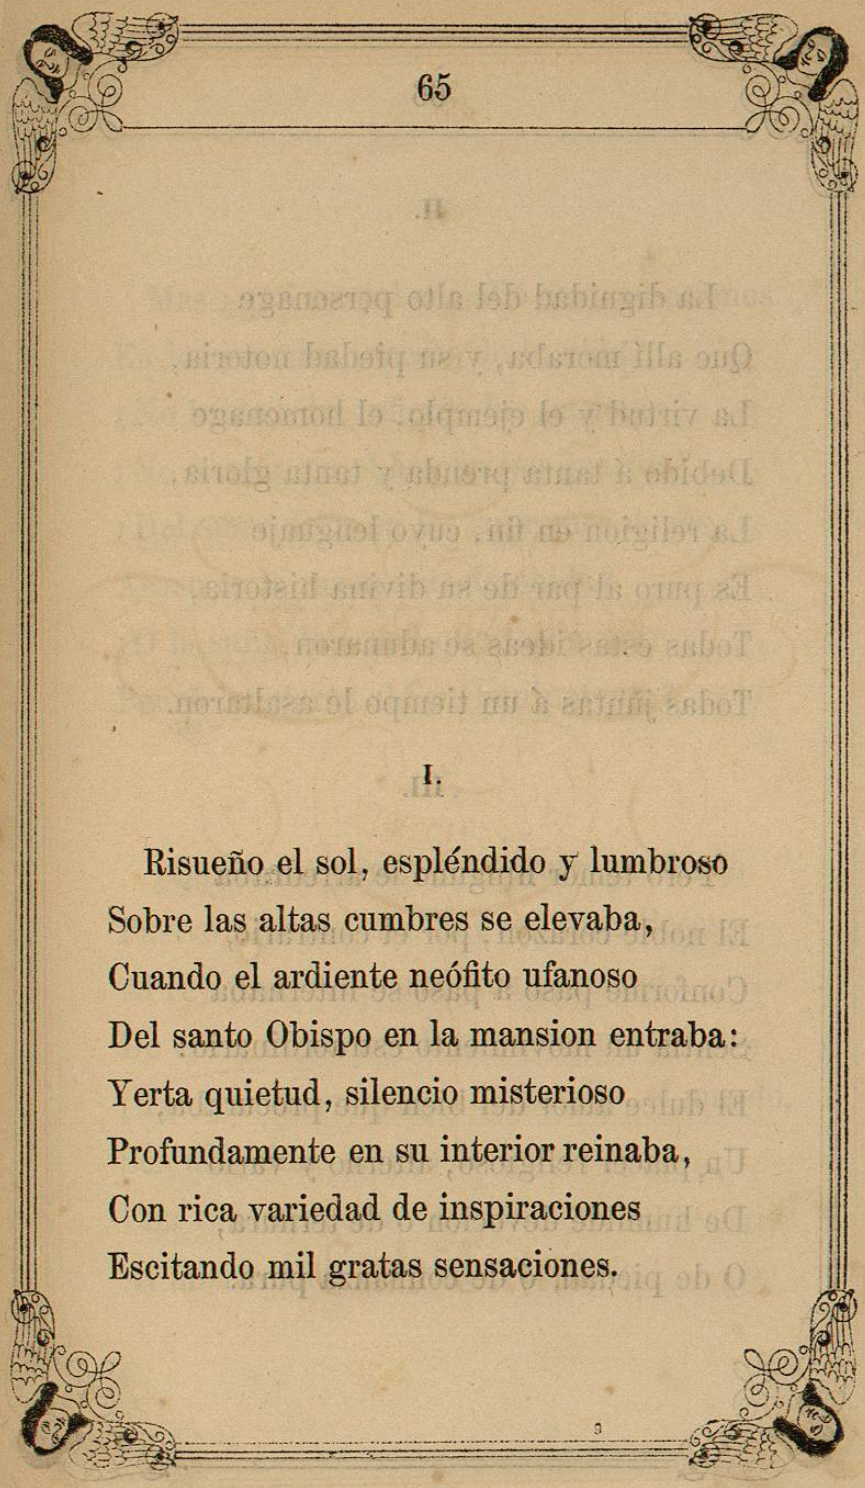 65
I.
Risueño el sol, espléndido y lumbroso
Sobre las altas cumbres se elevaba,
Cuando el ardiente neófito ufanoso
Del santo Obispo en la mansion entraba:
Yerta quietud, silencio misterioso
Profundamente en su interior reinaba,
Con rica variedad de inspiraciones
Escitando mil gratas sensaciones.